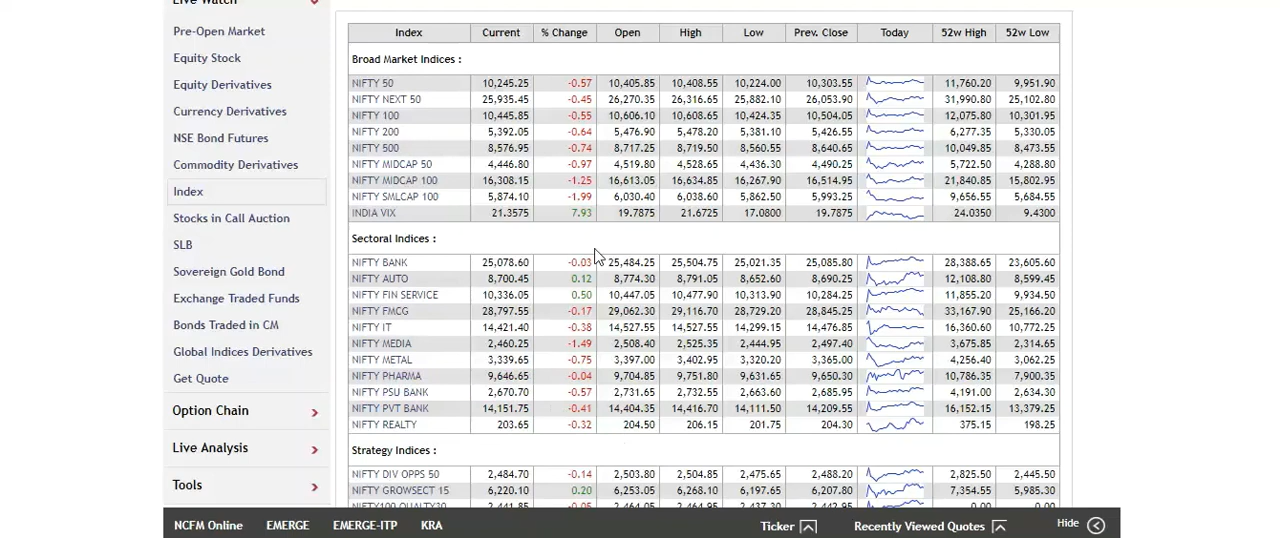 Live Watch
Pre-Open Market
Equity Stock
Equity Derivatives
Currency Derivatives
NSE Bond Futures
Commodity Derivatives
Index
Stocks in Call Auction
SLB
Sovereign Gold Bond
Exchange Traded Funds
Bonds Traded in CM
Global Indices Derivatives
Get Quote
Option Chain
Live Analysis
Tools
Index Current % Change Open High Low Prev. Close Today 52w High 52w Low
Broad Market Indices :
NIFTY 50 10,245.25 -0.57 10,405.85 10,408.55 10,224.00 10,303.55 11,760.20 9,951.90
NIFTY NEXT 50 25,935.45 -0.45 26,270.35 26,316.65 25,882.10 26,053.90 31,990.80 25,102.80
NIFTY 100 10,445.85 -0.55 10,606.10 10,608.65 10,424.35 10,504.05 12,075.80 10,301.95
NIFTY 200 5,392.05 -0.64 5,476.90 5,478.20 5,381.10 5,426.55 6,277.35 5,330.05
NIFTY 500 8,576.95 -0.74 8,717.25 8,719.50 8,560.55 8,640.65 10,049.85 8,473.55
NIFTY MIDCAP 50 4,446.80 -0.97 4,519.80 4,528.65 4,436.30 4,490.25 5,722.50 4,288.80
NIFTY MIDCAP 100 16,308.15 -1.25 16,613.05 16,634.85 16,267.90 16,514.95 21,840.85 15,802.95
NIFTY SMLCAP 100 5,874.10 -1.99 6,030.40 6,038.60 5,862.50 5,993.25 9,656.55 5,684.55
INDIA VIX 21.3575 7.93 19.7875 21.6725 17.0800 19.7875 24.0350 9.4300
Sectoral Indices :
NIFTY BANK 25,078.60 -0.03 25,484.25 25,504.75 25,021.35 25,085.80 28,388.65 23,605.60
NIFTY AUTO 8,700.45 0.12 8,774.30 8,791.05 8,652.60 8,690.25 12,108.80 8,599.45
NIFTY FIN SERVICE 10,336.05 0.50 10,447.05 10,477.90 10,313.90 10,284.25 11,855.20 9,934.50
NIFTY FMCG 28,797.55 -0.17 29,062.30 29,116.70 28,729.20 28,845.25 33,167.90 25,166.20
NIFTY IT 14,421.40 -0.38 14,527.55 14,527.55 14,299.15 14,476.85 16,360.60 10,772.25
NIFTY MEDIA 2,460.25 -1.49 2,508.40 2,525.35 2,444.95 2,497.40 3,675.85 2,314.65
NIFTY METAL 3,339.65 -0.75 3,397.00 3,402.95 3,320.20 3,365.00 4,256.40 3,062.25
NIFTY PHARMA 9,646.65 -0.04 9,704.85 9,751.80 9,631.65 9,650.30 10,786.35 7,900.35
NIFTY PSU BANK 2,670.70 -0.57 2,731.65 2,732.55 2,663.60 2,685.95 4,191.00 2,634.30
NIFTY PVT BANK 14,151.75 -0.41 14,404.35 14,416.70 14,111.50 14,209.55 16,152.15 13,379.25
NIFTY REALTY 203.65 -0.32 204.50 206.15 201.75 204.30 375.15 198.25
Strategy Indices :
NIFTY DIV OPPS 50 2,484.70 -0.14 2,503.80 2,504.85 2,475.65 2,488.20 2,825.50 2,445.50
NIFTY GROWSECT 15 6,220.10 0.20 6,253.05 6,268.10 6,197.65 6,207.80 7,354.55 5,985.30
NCFM Online EMERGE EMERGE-ITP KRA Ticker Recently Viewed Quotes Hide